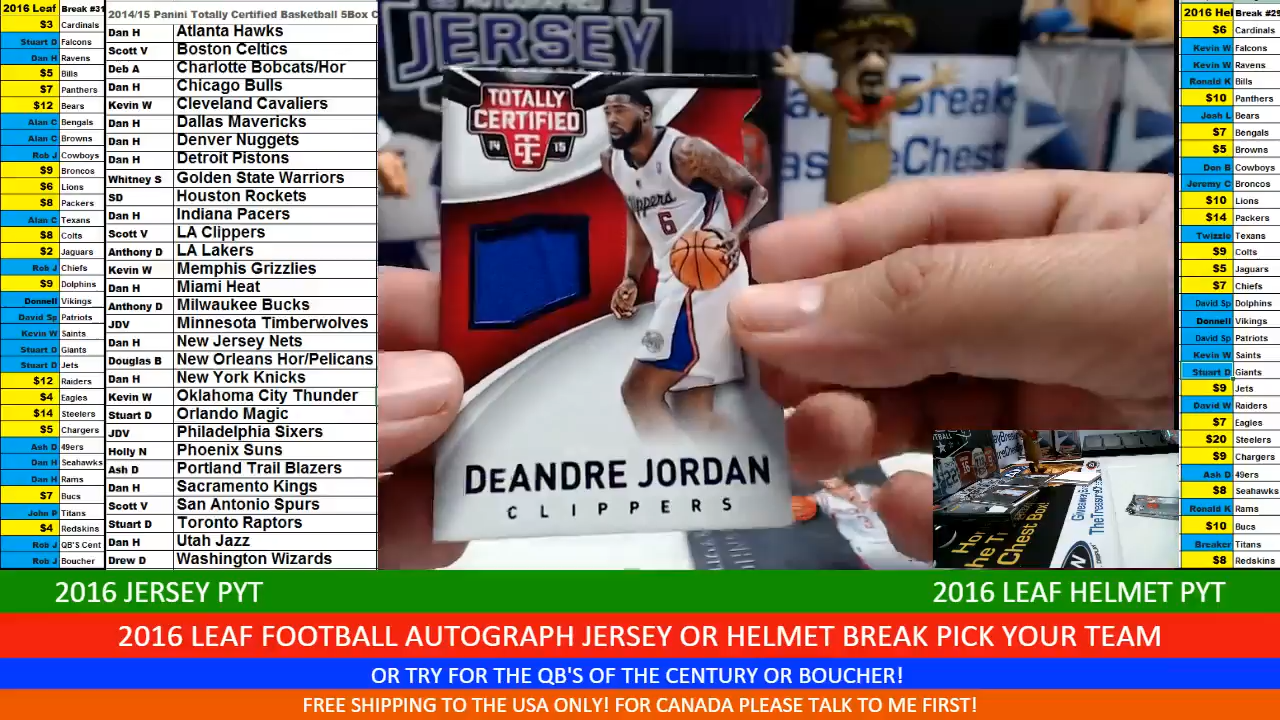 2016 Leaf Break #31
$3 Cardinals
Stuart D Falcons
Dan H Ravens
$5 Bills
$7 Panthers
$12 Bears
Alan C Bengals
Alan C Browns
Rob J Cowboys
$9 Broncos
$6 Lions
$8 Packers
Alan C Texans
$8 Colts
$2 Jaguars
Rob J Chiefs
$9 Dolphins
Donnell Vikings
David Sp Patriots
Kevin W Saints
Stuart D Giants
Stuart D Jets
$12 Raiders
$4 Eagles
$14 Steelers
$5 Chargers
Ash D 49ers
Dan H Seahawks
Dan H Rams
$7 Bucs
John P Titans
$4 Redskins
Rob J QB'S Cent
Rob J Boucher
2014/15 Panini Totally Certified Basketball 5Box C
Dan H Atlanta Hawks
Scott V Boston Celtics
Deb A Charlotte Bobcats/Hor
Dan H Chicago Bulls
Kevin W Cleveland Cavaliers
Dan H Dallas Mavericks
Dan H Denver Nuggets
Dan H Detroit Pistons
Whitney S Golden State Warriors
SD Houston Rockets
Dan H Indiana Pacers
Scott V LA Clippers
Anthony D LA Lakers
Kevin W Memphis Grizzlies
Dan H Miami Heat
Anthony D Milwaukee Bucks
JDV Minnesota Timberwolves
Dan H New Jersey Nets
Douglas B New Orleans Hor/Pelicans
Dan H New York Knicks
Kevin W Oklahoma City Thunder
Stuart D Orlando Magic
JDV Philadelphia Sixers
Holly N Phoenix Suns
Ash D Portland Trail Blazers
Dan H Sacramento Kings
Scott V San Antonio Spurs
Stuart D Toronto Raptors
Dan H Utah Jazz
Drew D Washington Wizards
JERSEY
TOTALLY
CERTIFIED
14 TC 15
Clippers
6
DeANDRE JORDAN
CLIPPERS
2016 Hel Break #29
$6 Cardinals
Kevin W Falcons
Kevin W Ravens
Ronald K Bills
$10 Panthers
Josh L Bears
$7 Bengals
$5 Browns
Don B Cowboys
Jeremy C Broncos
$10 Lions
$14 Packers
Twizzle Texans
$9 Colts
$5 Jaguars
$7 Chiefs
David Sp Dolphins
Donnell Vikings
David Sp Patriots
Kevin W Saints
Stuart D Giants
$9 Jets
David W Raiders
$7 Eagles
$20 Steelers
$9 Chargers
Ash D 49ers
$8 Seahawks
Ronald K Rams
$10 Bucs
Breaker Titans
$8 Redskins
2016 JERSEY PYT
2016 LEAF HELMET PYT
2016 LEAF FOOTBALL AUTOGRAPH JERSEY OR HELMET BREAK PICK YOUR TEAM
OR TRY FOR THE QB'S OF THE CENTURY OR BOUCHER!
FREE SHIPPING TO THE USA ONLY! FOR CANADA PLEASE TALK TO ME FIRST!